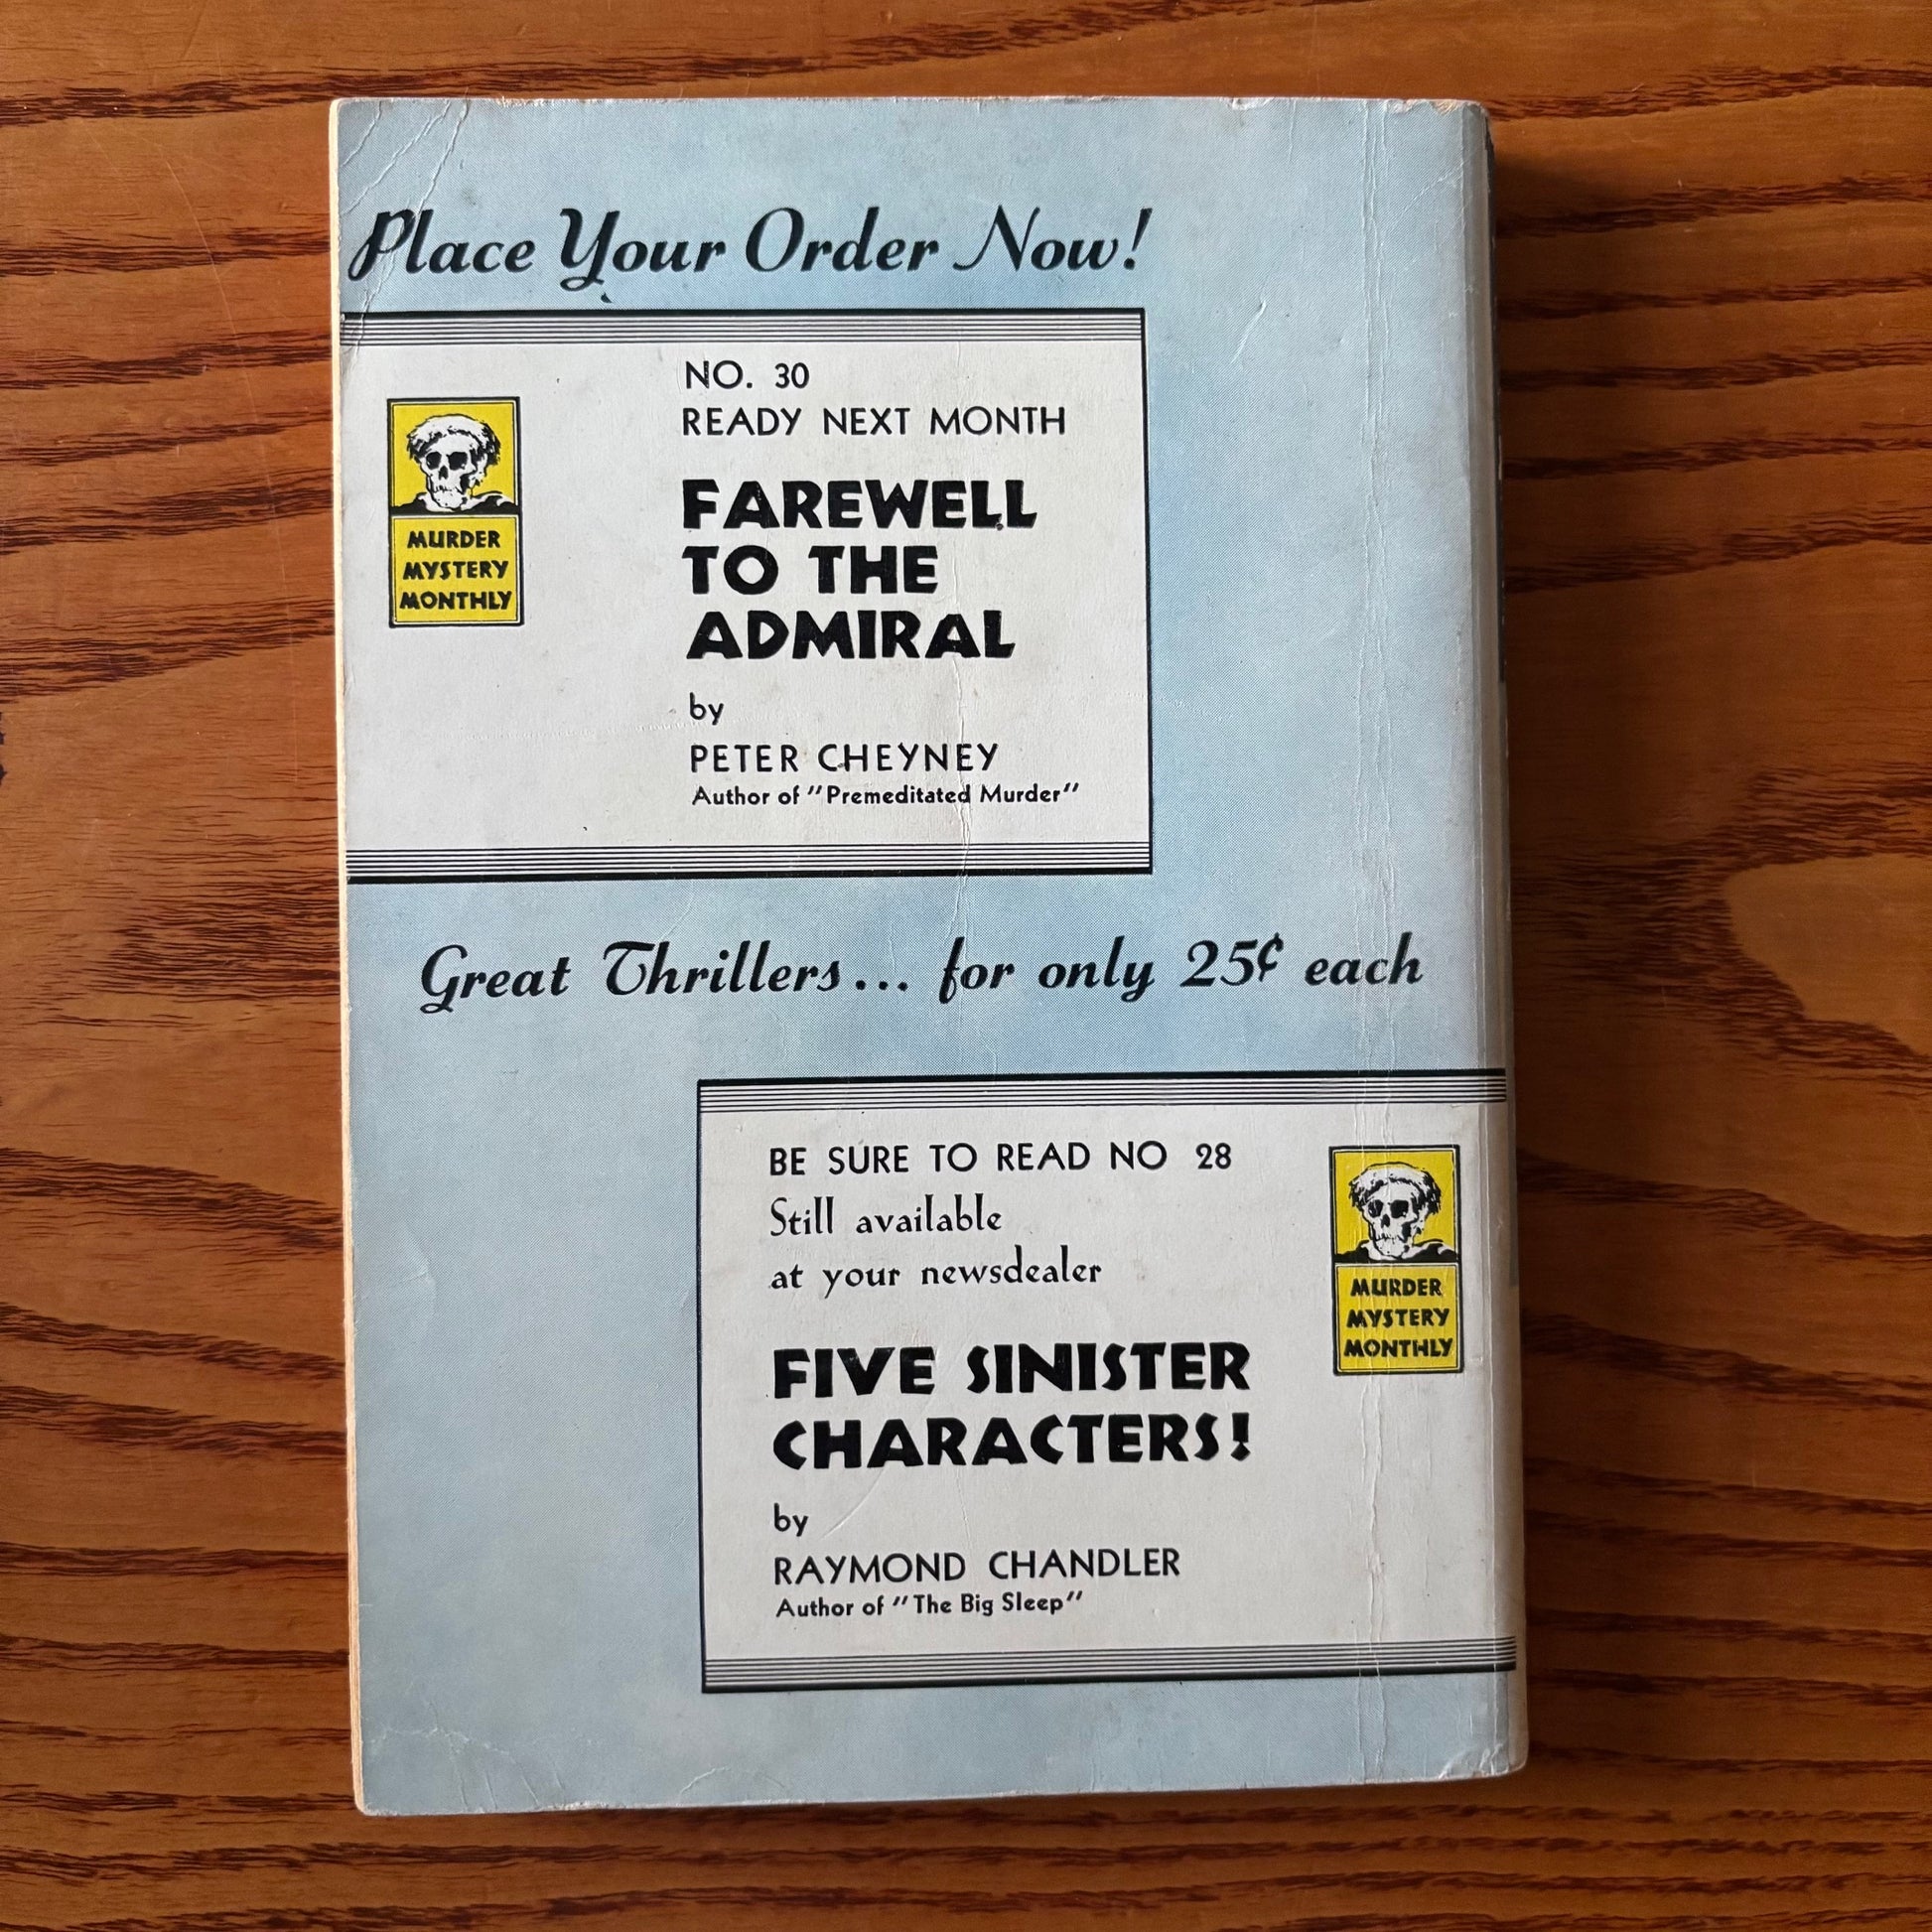 Place Your Order Now!
NO. 30
READY NEXT MONTH
MURDER
MYSTERY
MONTHLY
FAREWELL
TO THE
ADMIRAL
by
PETER CHEYNEY
Author of "Premeditated Murder"
Great Thrillers... for only 25¢ each
BE SURE TO READ NO 28
Still available
at your newsdealer
MURDER
MYSTERY
MONTHLY
FIVE SINISTER
CHARACTERS!
by
RAYMOND CHANDLER
Author of "The Big Sleep"